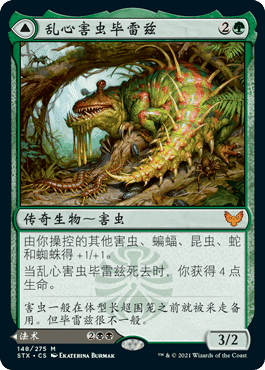 乱心害虫毕雷兹 2
传奇生物~害虫
由你操控的其他害虫、蝙蝠、昆虫、蛇
和蜘蛛得+1/+1。
当乱心害虫毕雷兹死去时，你获得4点
生命。
害虫一般在体型长超围笼之前就被采走备
用。但毕雷兹很不一般。
法术 2
3/2
148/275 M
STX • CS EKATERINA BURMAK
™ & © 2021 Wizards of the Coast